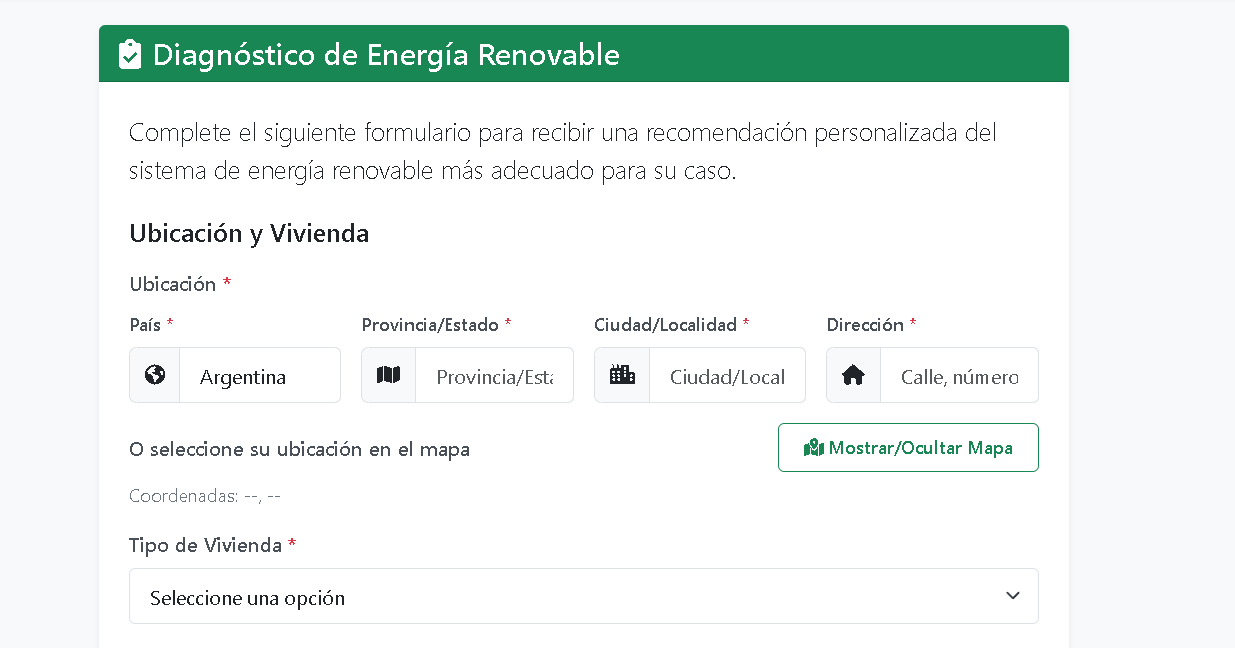 Diagnóstico de Energía Renovable
Complete el siguiente formulario para recibir una recomendación personalizada del
sistema de energía renovable más adecuado para su caso.
Ubicación y Vivienda
Ubicación *
País * Provincia/Estado * Ciudad/Localidad * Dirección *
Argentina Provincia/Esta Ciudad/Local Calle, número
O seleccione su ubicación en el mapa Mostrar/Ocultar Mapa
Coordenadas: --, --
Tipo de Vivienda *
Seleccione una opción